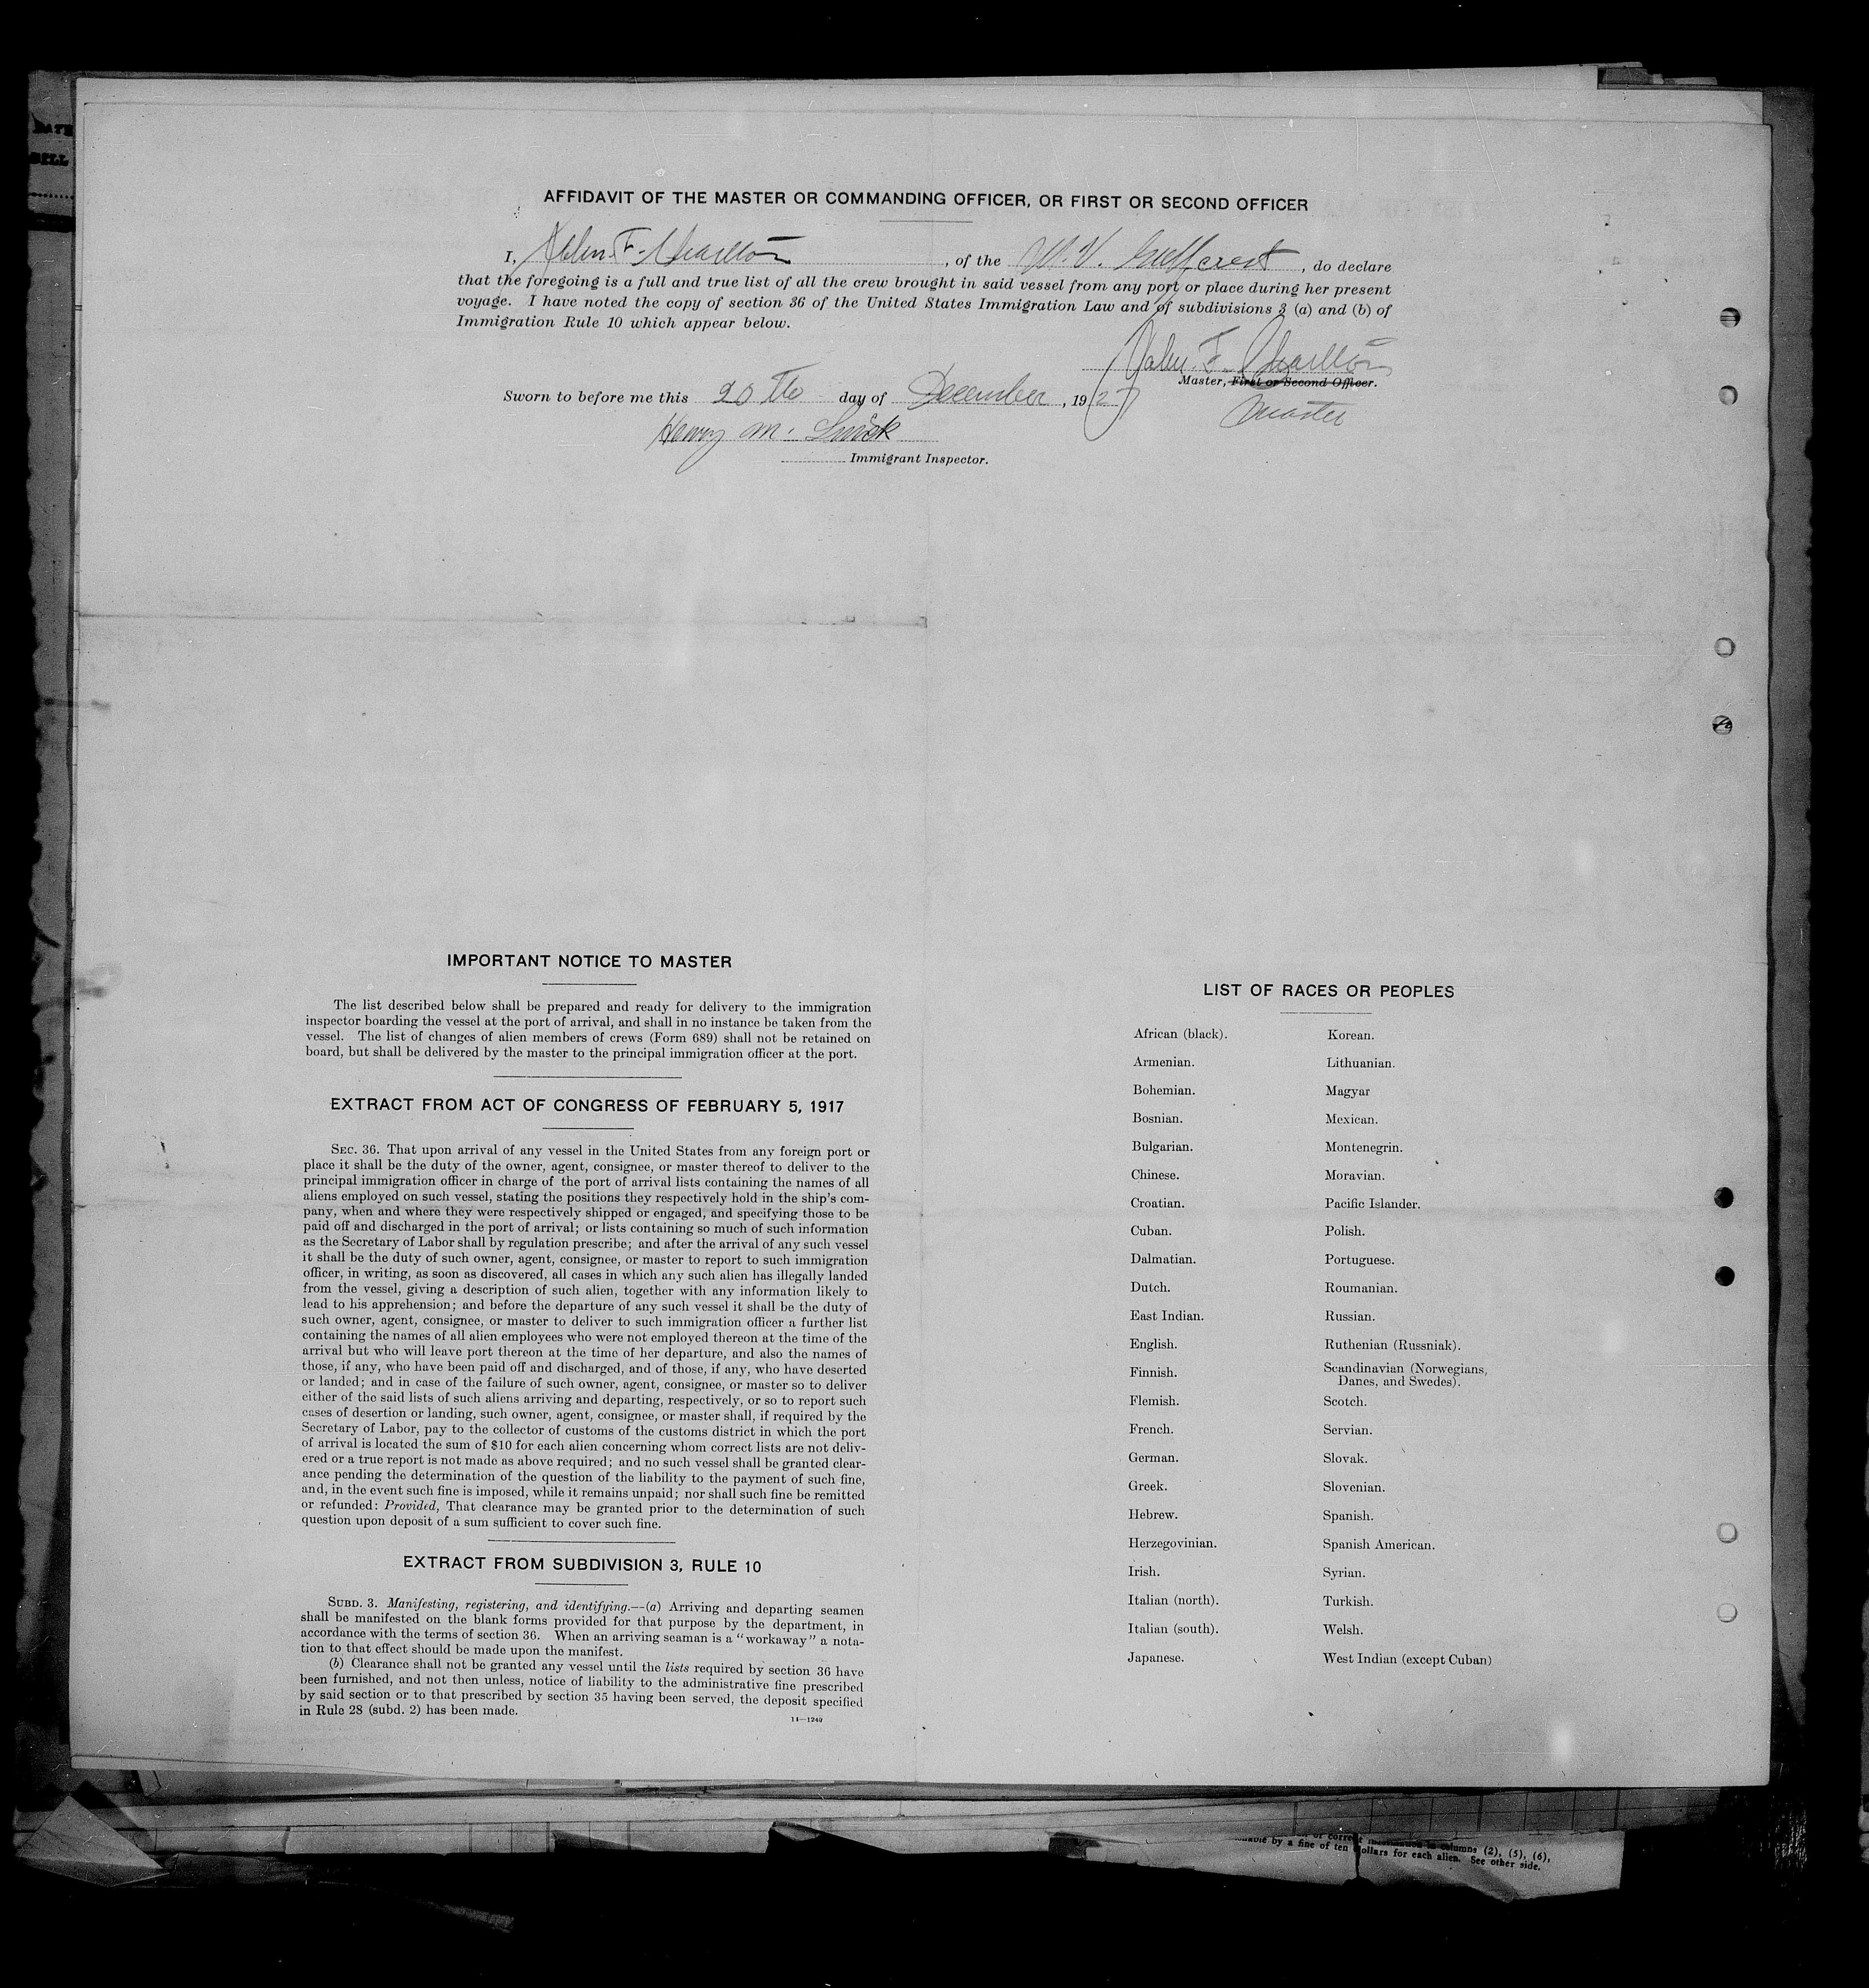 DATE
BILL
AFFIDAVIT OF THE MASTER OR COMMANDING OFFICER, OR FIRST OR SECOND OFFICER
I, John F. Charlton, of the M.V. Gulfcrest, do declare
that the foregoing is a full and true list of all the crew brought in said vessel from any port or place during her present
voyage. I have noted the copy of section 36 of the United States Immigration Law and of subdivisions 3 (a) and (b) of
Immigration Rule 10 which appear below.
John F. Charlton
Master, First or Second Officer.
Sworn to before me this 20th day of December, 1927
Master
Henry M.
Immigrant Inspector.
IMPORTANT NOTICE TO MASTER
The list described below shall be prepared and ready for delivery to the immigration
inspector boarding the vessel at the port of arrival, and shall in no instance be taken from the
vessel. The list of changes of alien members of crews (Form 689) shall not be retained on
board, but shall be delivered by the master to the principal immigration officer at the port.
EXTRACT FROM ACT OF CONGRESS OF FEBRUARY 5, 1917
SEC. 36. That upon arrival of any vessel in the United States from any foreign port or
place it shall be the duty of the owner, agent, consignee, or master thereof to deliver to the
principal immigration officer in charge of the port of arrival lists containing the names of all
aliens employed on such vessel, stating the positions they respectively hold in the ship's com-
pany, when and where they were respectively shipped or engaged, and specifying those to be
paid off and discharged in the port of arrival; or lists containing so much of such information
as the Secretary of Labor shall by regulation prescribe; and after the arrival of any such vessel
it shall be the duty of such owner, agent, consignee, or master to report to such immigration
officer, in writing, as soon as discovered, all cases in which any such alien has illegally landed
from the vessel, giving a description of such alien, together with any information likely to
lead to his apprehension; and before the departure of any such vessel it shall be the duty of
such owner, agent, consignee, or master to deliver to such immigration officer a further list
containing the names of all alien employees who were not employed thereon at the time of the
arrival but who will leave port thereon at the time of her departure, and also the names of
those, if any, who have been paid off and discharged, and of those, if any, who have deserted
or landed; and in case of the failure of such owner, agent, consignee, or master so to deliver
either of the said lists of such aliens arriving and departing, respectively, or so to report such
cases of desertion or landing, such owner, agent, consignee, or master shall, if required by the
Secretary of Labor, pay to the collector of customs of the customs district in which the port
of arrival is located the sum of $10 for each alien concerning whom correct lists are not deliv-
ered or a true report is not made as above required; and no such vessel shall be granted clear-
ance pending the determination of the question of the liability to the payment of such fine,
and, in the event such fine is imposed, while it remains unpaid; nor shall such fine be remitted
or refunded: Provided, That clearance may be granted prior to the determination of such
question upon deposit of a sum sufficient to cover such fine.
EXTRACT FROM SUBDIVISION 3, RULE 10
SUBD. 3. Manifesting, registering, and identifying.—(a) Arriving and departing seamen
shall be manifested on the blank forms provided for that purpose by the department, in
accordance with the terms of section 36. When an arriving seaman is a "workaway" a nota-
tion to that effect should be made upon the manifest.
(b) Clearance shall not be granted any vessel until the lists required by section 36 have
been furnished, and not then unless, notice of liability to the administrative fine prescribed
by said section or to that prescribed by section 35 having been served, the deposit specified
in Rule 28 (subd. 2) has been made.
14—1240
LIST OF RACES OR PEOPLES
African (black).
Armenian.
Bohemian.
Bosnian.
Bulgarian.
Chinese.
Croatian.
Cuban.
Dalmatian.
Dutch.
East Indian.
English.
Finnish.
Flemish.
French.
German.
Greek.
Hebrew.
Herzegovinian.
Irish.
Italian (north).
Italian (south).
Japanese.
Korean.
Lithuanian.
Magyar
Mexican.
Montenegrin.
Moravian.
Pacific Islander.
Polish.
Portuguese.
Roumanian.
Russian.
Ruthenian (Russniak).
Scandinavian (Norwegians,
Danes, and Swedes).
Scotch.
Servian.
Slovak.
Slovenian.
Spanish.
Spanish American.
Syrian.
Turkish.
Welsh.
West Indian (except Cuban)
of correct information in columns (2), (5), (6),
by a fine of ten dollars for each alien. See other side.